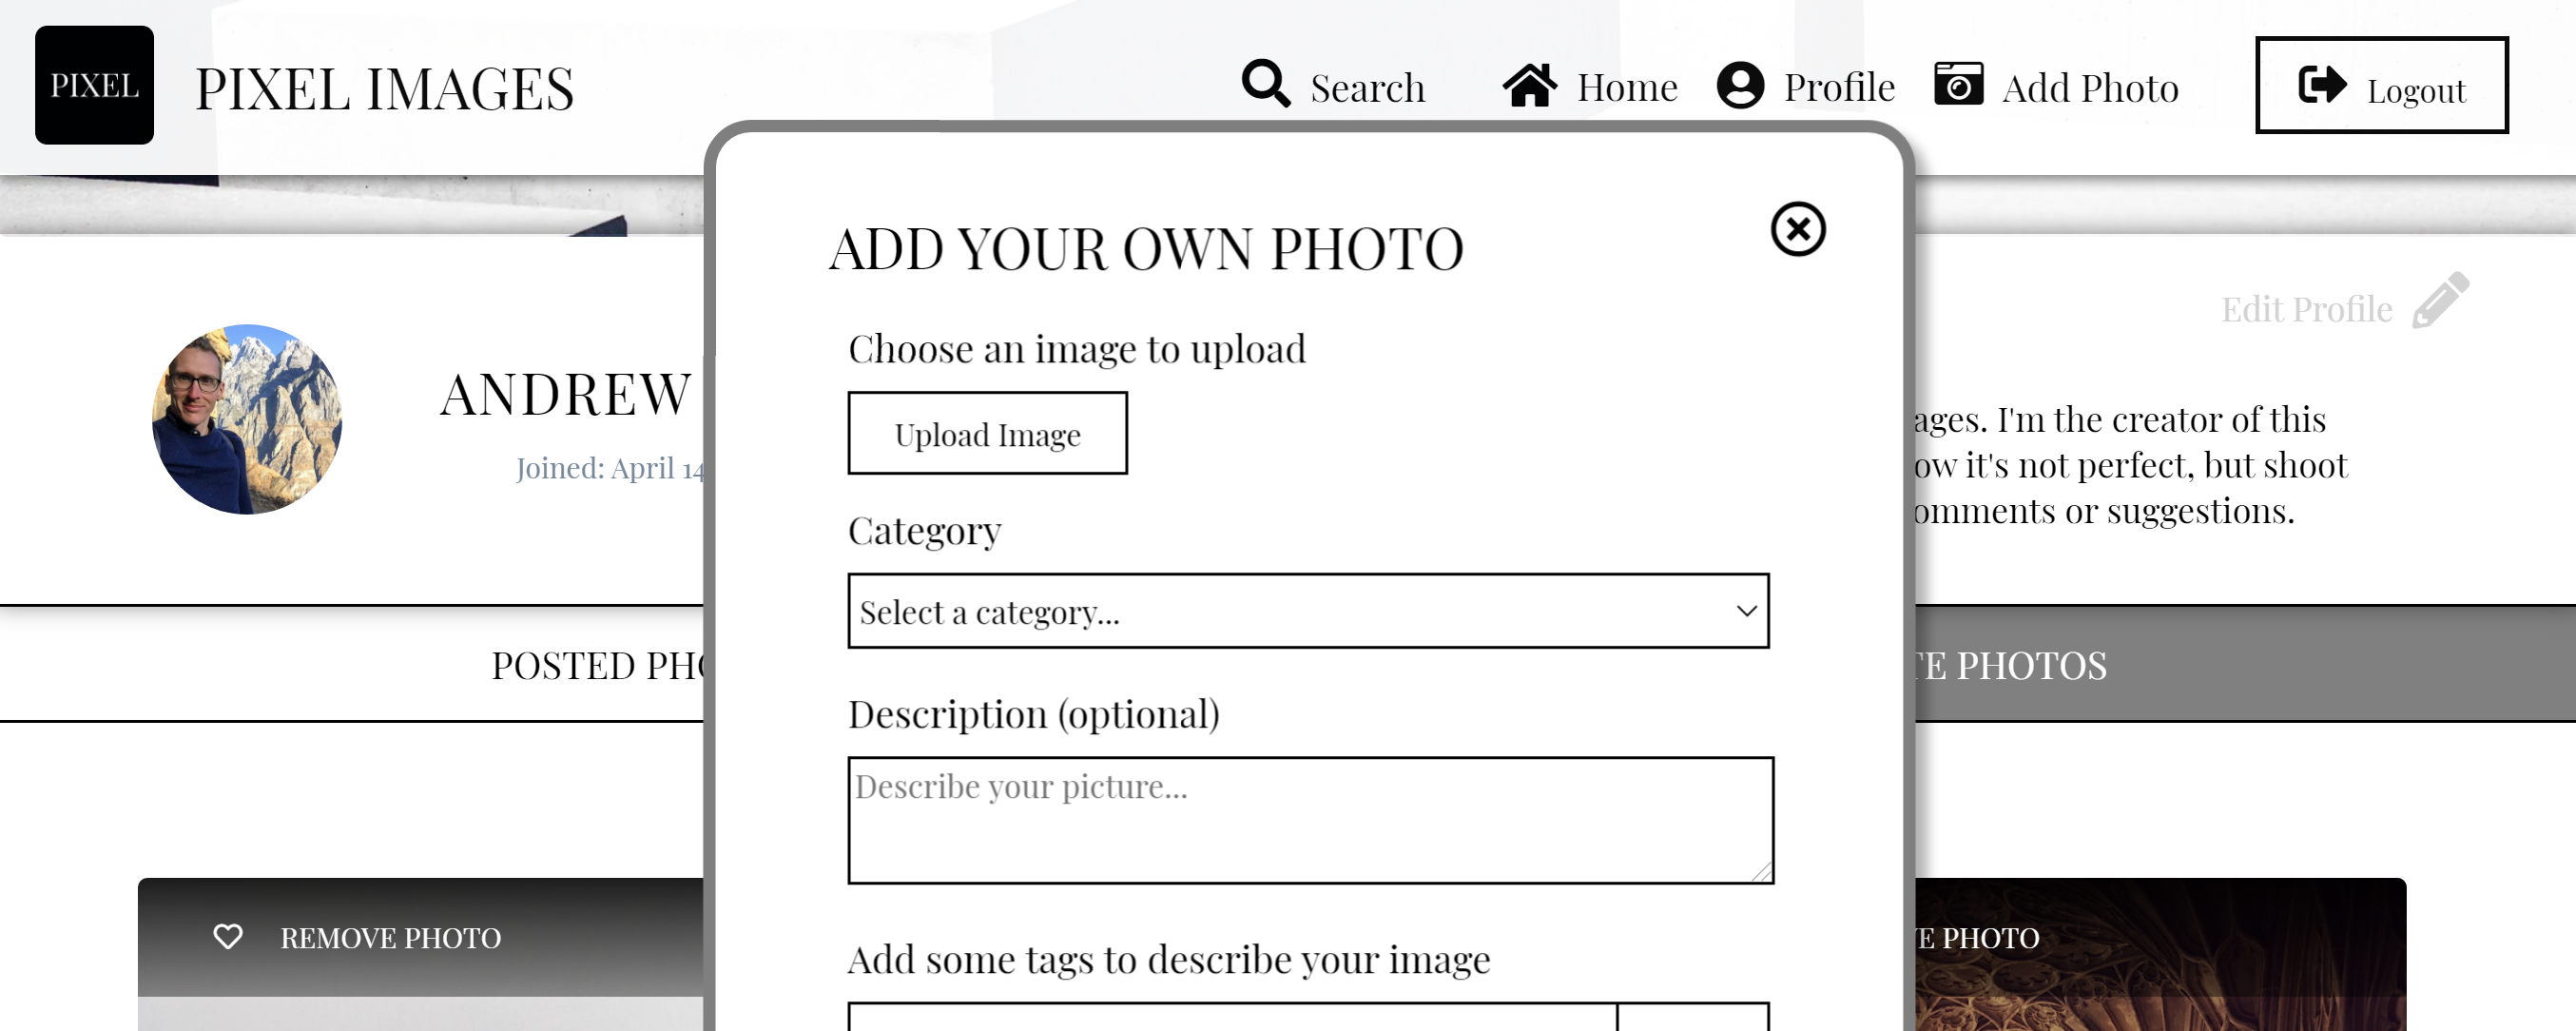 PIXEL
PIXEL IMAGES
Search
Home
Profile
Add Photo
Logout
ADD YOUR OWN PHOTO
Edit Profile
Choose an image to upload
ANDREW
Upload Image
ages. I'm the creator of this
Joined: April 14
ow it's not perfect, but shoot
omments or suggestions.
Category
Select a category...
POSTED PHO
TE PHOTOS
Description (optional)
Describe your picture...
REMOVE PHOTO
VE PHOTO
Add some tags to describe your image